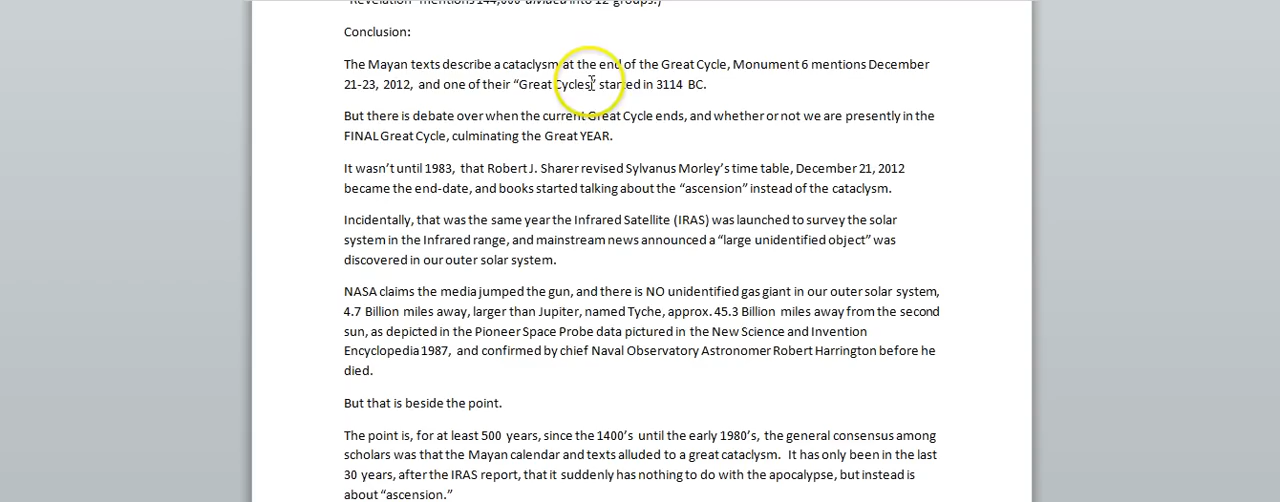 "Revelation" mentions 144,000 divided into 12 groups.)
Conclusion:
The Mayan texts describe a cataclysm at the end of the Great Cycle, Monument 6 mentions December
21-23, 2012, and one of their "Great Cycles" started in 3114 BC.
But there is debate over when the current Great Cycle ends, and whether or not we are presently in the
FINAL Great Cycle, culminating the Great YEAR.
It wasn't until 1983, that Robert J. Sharer revised Sylvanus Morley's time table, December 21, 2012
became the end-date, and books started talking about the "ascension" instead of the cataclysm.
Incidentally, that was the same year the Infrared Satellite (IRAS) was launched to survey the solar
system in the Infrared range, and mainstream news announced a "large unidentified object" was
discovered in our outer solar system.
NASA claims the media jumped the gun, and there is NO unidentified gas giant in our outer solar system,
4.7 Billion miles away, larger than Jupiter, named Tyche, approx. 45.3 Billion miles away from the second
sun, as depicted in the Pioneer Space Probe data pictured in the New Science and Invention
Encyclopedia 1987, and confirmed by chief Naval Observatory Astronomer Robert Harrington before he
died.
But that is beside the point.
The point is, for at least 500 years, since the 1400's until the early 1980's, the general consensus among
scholars was that the Mayan calendar and texts alluded to a great cataclysm. It has only been in the last
30 years, after the IRAS report, that it suddenly has nothing to do with the apocalypse, but instead is
about "ascension."